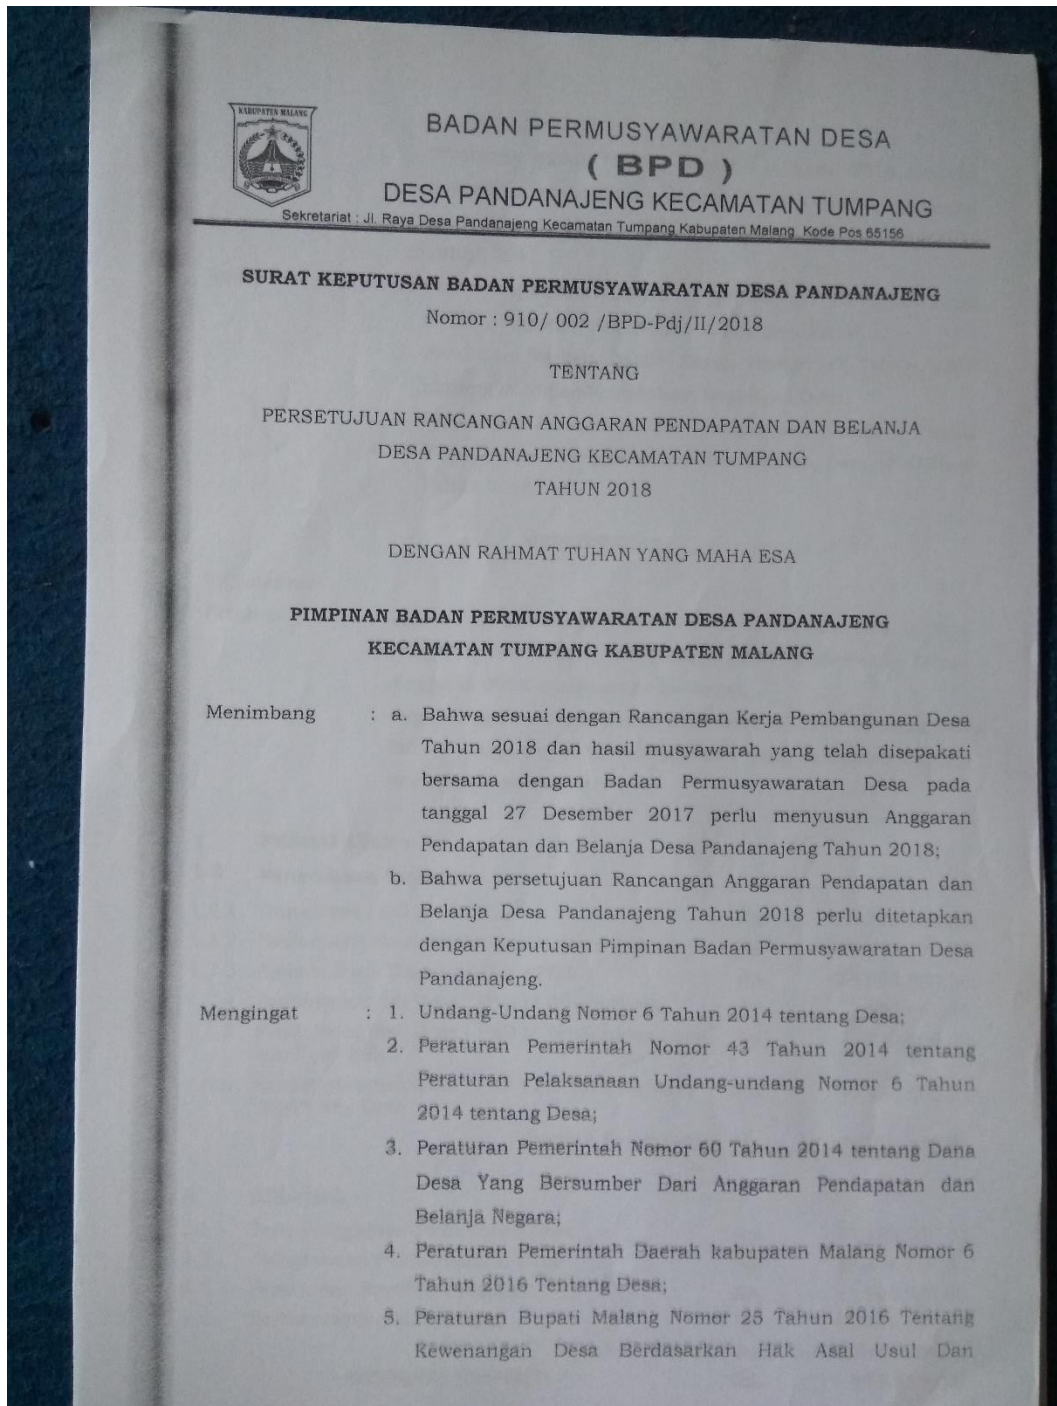 KABUPATEN MALANG
BADAN PERMUSYAWARATAN DESA
( BPD )
DESA PANDANAJENG KECAMATAN TUMPANG
Sekretariat : Jl. Raya Desa Pandanajeng Kecamatan Tumpang Kabupaten Malang Kode Pos 65156
SURAT KEPUTUSAN BADAN PERMUSYAWARATAN DESA PANDANAJENG
Nomor : 910/ 002 /BPD-Pdj/II/2018
TENTANG
PERSETUJUAN RANCANGAN ANGGARAN PENDAPATAN DAN BELANJA
DESA PANDANAJENG KECAMATAN TUMPANG
TAHUN 2018
DENGAN RAHMAT TUHAN YANG MAHA ESA
PIMPINAN BADAN PERMUSYAWARATAN DESA PANDANAJENG
KECAMATAN TUMPANG KABUPATEN MALANG
Menimbang : a. Bahwa sesuai dengan Rancangan Kerja Pembangunan Desa
Tahun 2018 dan hasil musyawarah yang telah disepakati
bersama dengan Badan Permusyawaratan Desa pada
tanggal 27 Desember 2017 perlu menyusun Anggaran
Pendapatan dan Belanja Desa Pandanajeng Tahun 2018;
b. Bahwa persetujuan Rancangan Anggaran Pendapatan dan
Belanja Desa Pandanajeng Tahun 2018 perlu ditetapkan
dengan Keputusan Pimpinan Badan Permusyawaratan Desa
Pandanajeng.
Mengingat : 1. Undang-Undang Nomor 6 Tahun 2014 tentang Desa;
2. Peraturan Pemerintah Nomor 43 Tahun 2014 tentang
Peraturan Pelaksanaan Undang-undang Nomor 6 Tahun
2014 tentang Desa;
3. Peraturan Pemerintah Nomor 60 Tahun 2014 tentang Dana
Desa Yang Bersumber Dari Anggaran Pendapatan dan
Belanja Negara;
4. Peraturan Pemerintah Daerah kabupaten Malang Nomor 6
Tahun 2016 Tentang Desa;
5. Peraturan Bupati Malang Nomor 25 Tahun 2016 Tentang
Kewenangan Desa Berdasarkan Hak Asal Usul Dan